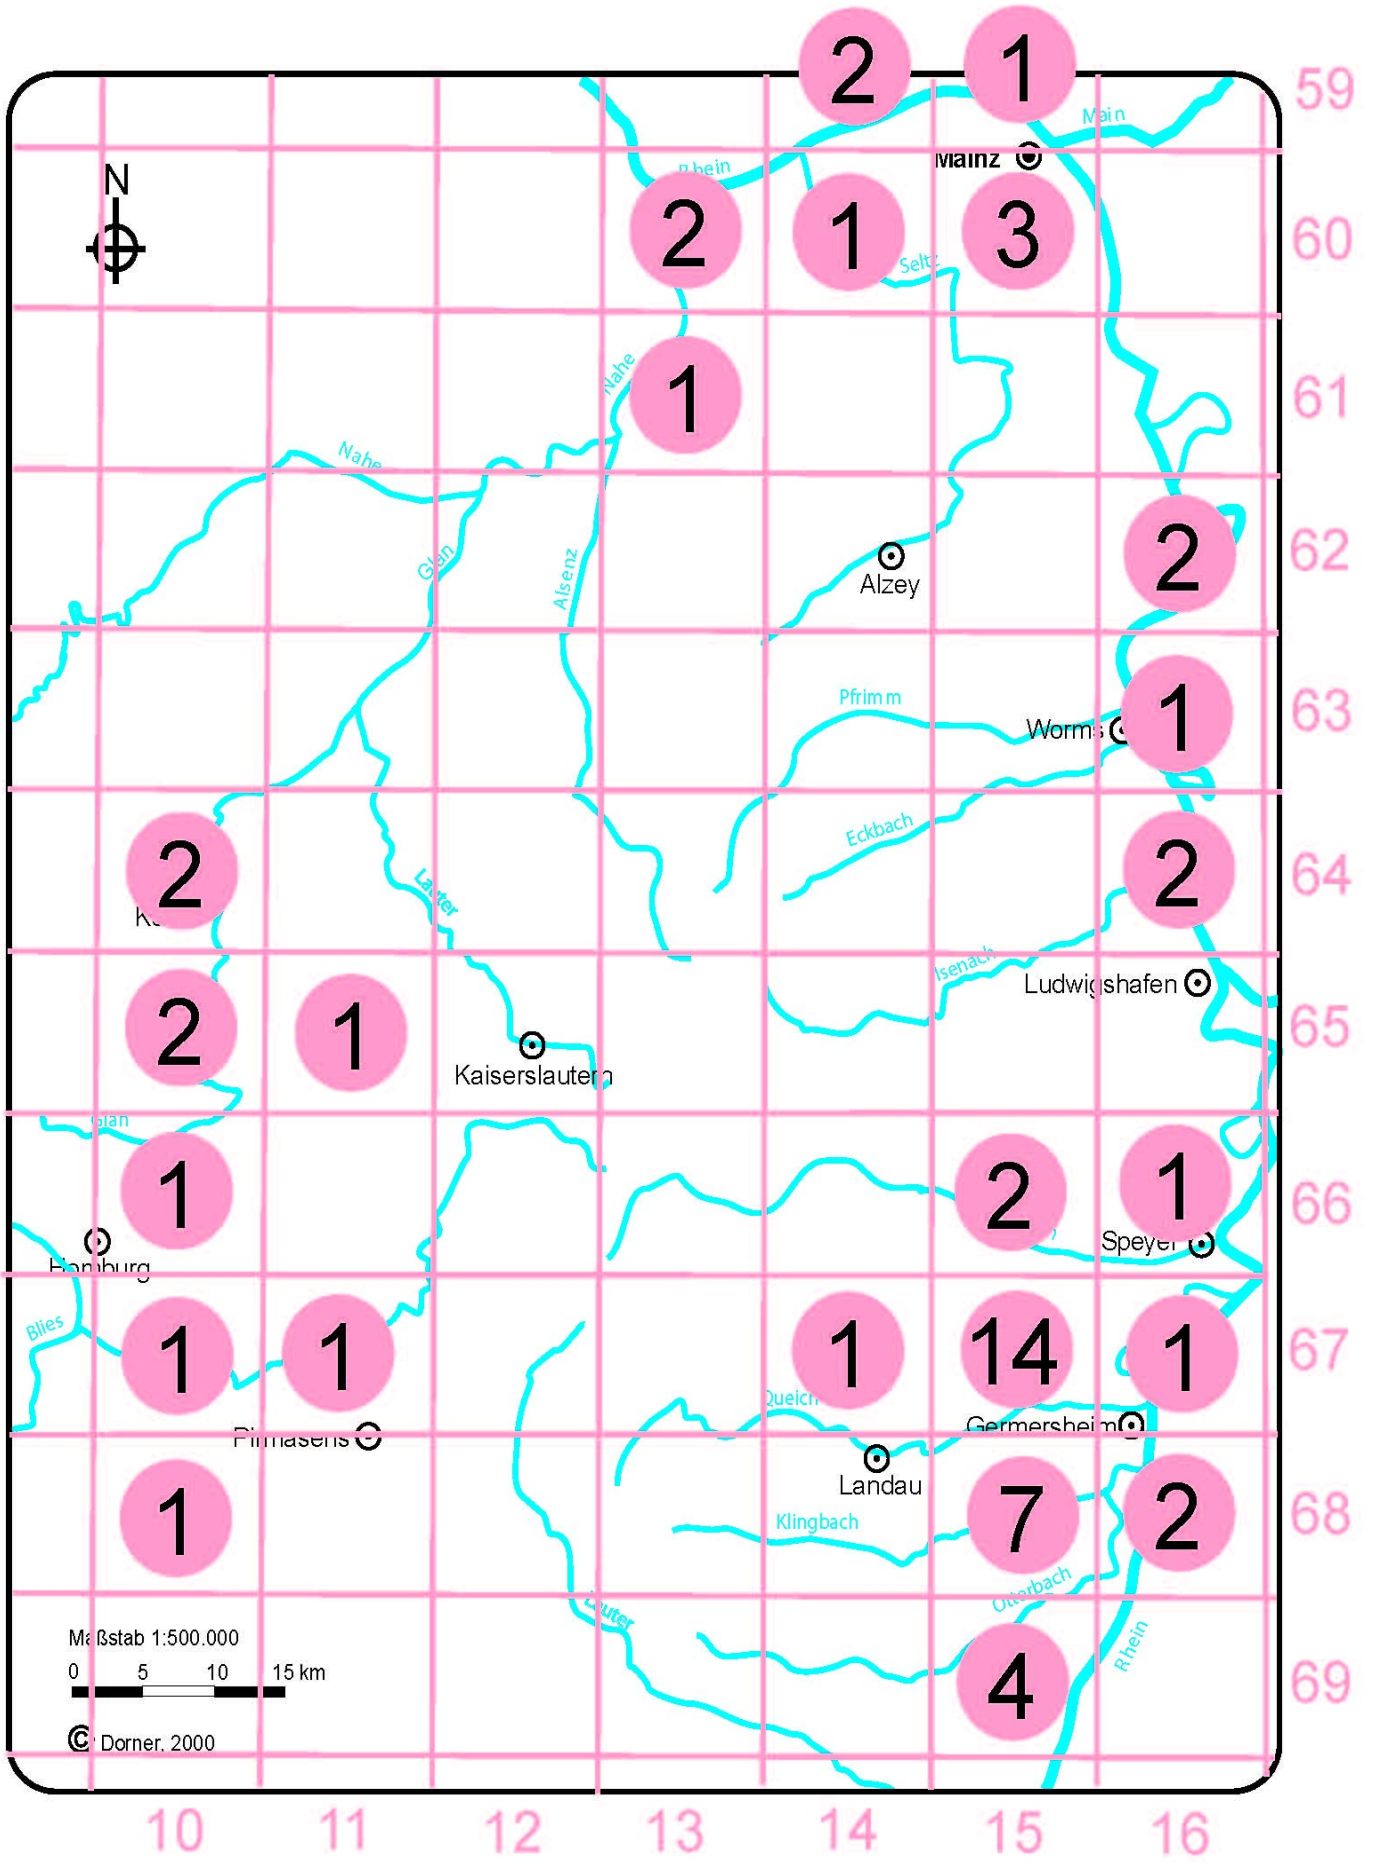 2 1
59
Main
Mainz
N
Rhein
2 1 3
60
Seltz
1
61
Nahe
Nahe
2
62
Glan
Alsenz
Alzey
1
63
Pfrimm
Worms
2 2
64
Eckbach
Lauter
Isenach
Ludwigshafen
2 1
65
Kaiserslautern
Glan
1 2 1
66
Speyer
Homburg
1 1 1 14 1
67
Blies
Queich
Germersheim
Pirmasens
Landau
1 7 2
68
Klingbach
Otterbach
Lauter
Rhein
Maßstab 1:500.000
0 5 10 15 km
4
69
© Dorner, 2000
10 11 12 13 14 15 16